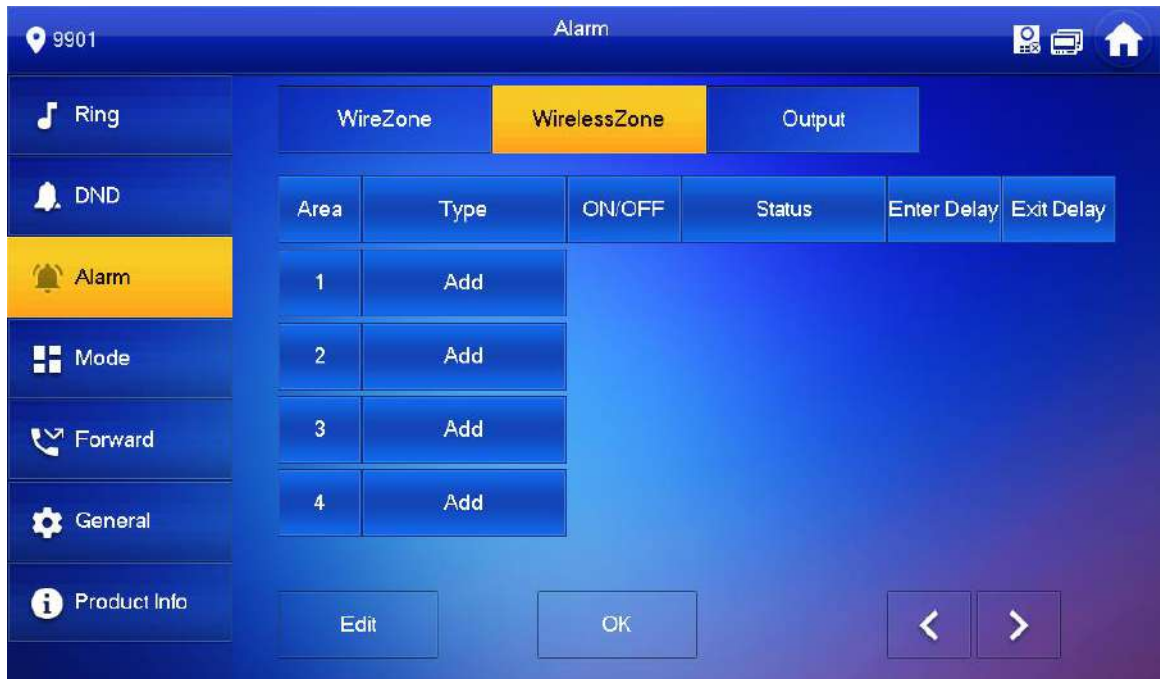 9901 Alarm
Ring
DND
Alarm
Mode
Forward
General
Product Info
WireZone WirelessZone Output
Area Type ON/OFF Status Enter Delay Exit Delay
1 Add
2 Add
3 Add
4 Add
Edit OK < >